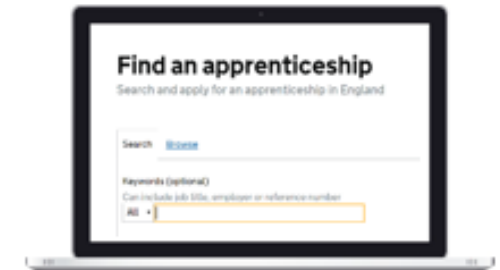 Find an apprenticeship
Search and apply for an apprenticeship in England
Search Browse
Keywords (optional)
Can include job title, employer or reference number
All